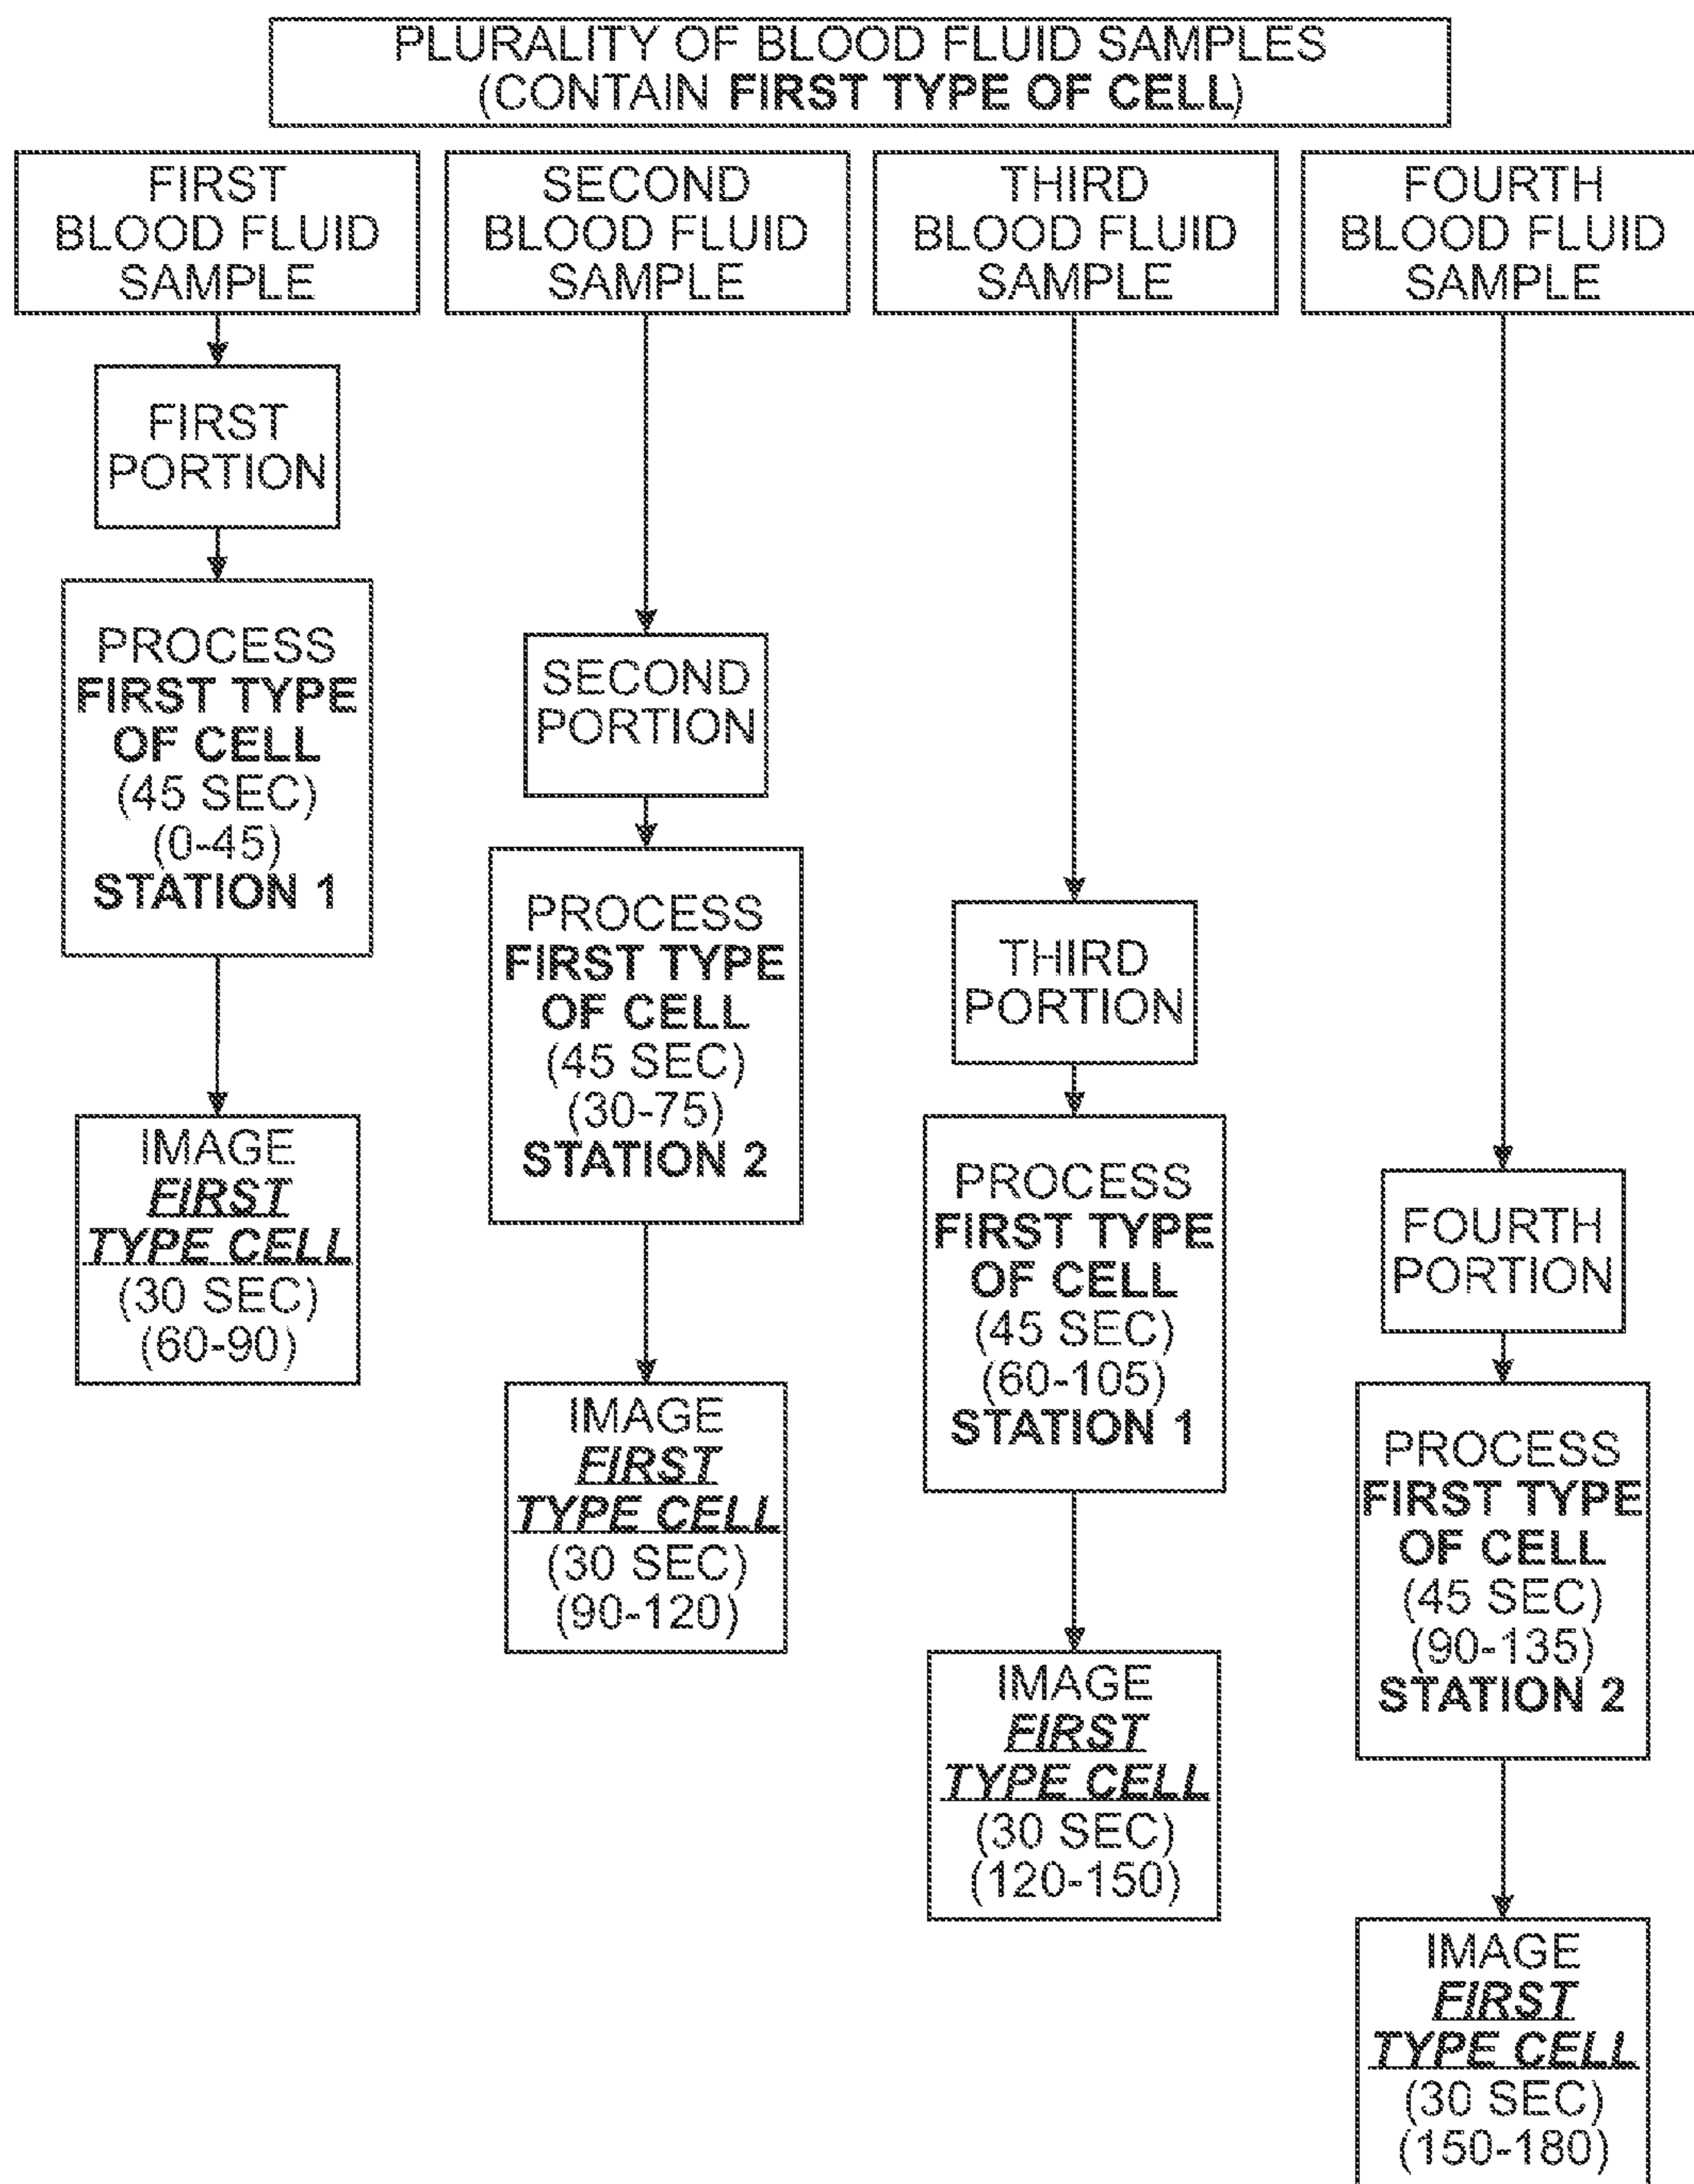 PLURALITY OF BLOOD FLUID SAMPLES
(CONTAIN FIRST TYPE OF CELL)
FIRST
BLOOD FLUID
SAMPLE
FIRST
PORTION
PROCESS
FIRST TYPE
OF CELL
(45 SEC)
(0-45)
STATION 1
IMAGE
FIRST
TYPE CELL
(30 SEC)
(60-90)
SECOND
BLOOD FLUID
SAMPLE
SECOND
PORTION
PROCESS
FIRST TYPE
OF CELL
(45 SEC)
(30-75)
STATION 2
IMAGE
FIRST
TYPE CELL
(30 SEC)
(90-120)
THIRD
BLOOD FLUID
SAMPLE
THIRD
PORTION
PROCESS
FIRST TYPE
OF CELL
(45 SEC)
(60-105)
STATION 1
IMAGE
FIRST
TYPE CELL
(30 SEC)
(120-150)
FOURTH
BLOOD FLUID
SAMPLE
FOURTH
PORTION
PROCESS
FIRST TYPE
OF CELL
(45 SEC)
(90-135)
STATION 2
IMAGE
FIRST
TYPE CELL
(30 SEC)
(150-180)